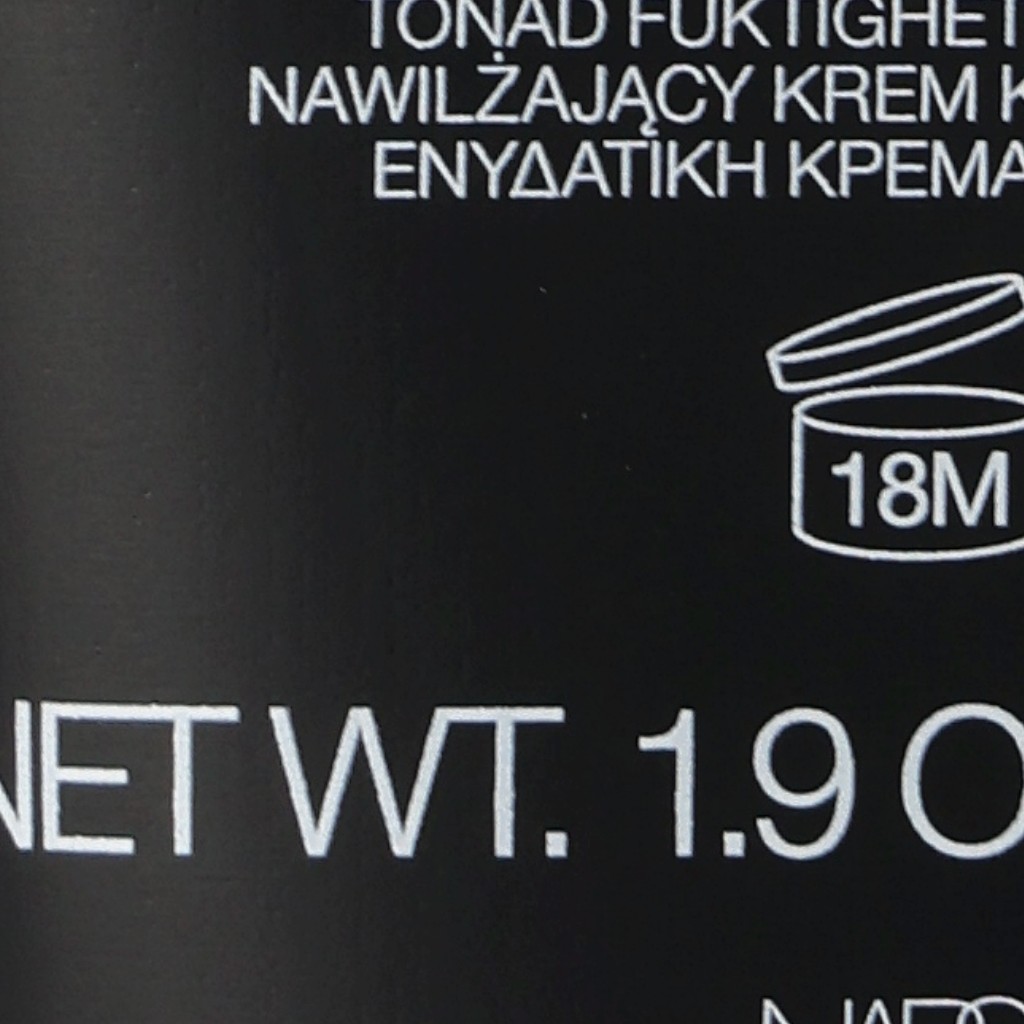 TONAD FUKTIGHET
NAWILŻAJĄCY KREM K
ΕΝΥΔΑΤΙΚΗ ΚΡΕΜΑ
18M
NET WT. 1.9 O